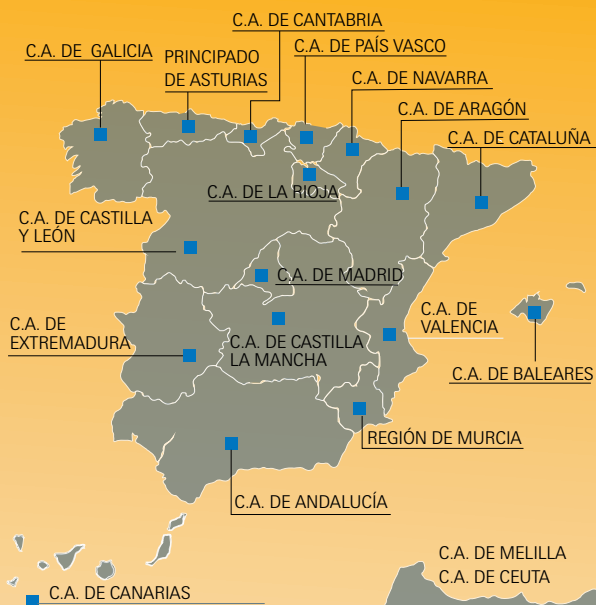 C.A. DE CANTABRIA
C.A. DE GALICIA
PRINCIPADO
DE ASTURIAS
C.A. DE PAÍS VASCO
C.A. DE NAVARRA
C.A. DE ARAGÓN
C.A. DE CATALUÑA
C.A. DE LA RIOJA
C.A. DE CASTILLA
Y LEÓN
C.A. DE MADRID
C.A. DE
EXTREMADURA
C.A. DE CASTILLA
LA MANCHA
C.A. DE
VALENCIA
C.A. DE BALEARES
REGIÓN DE MURCIA
C.A. DE ANDALUCÍA
C.A. DE MELILLA
C.A. DE CEUTA
C.A. DE CANARIAS